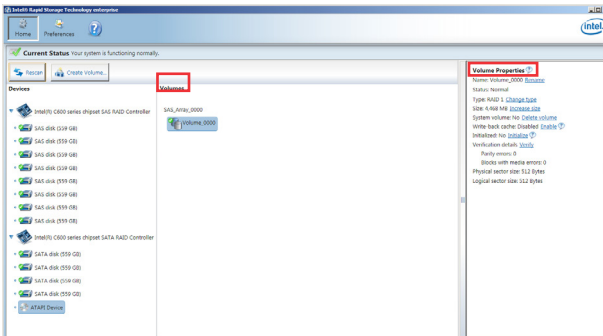 Intel® Rapid Storage Technology enterprise
Home
Preferences
intel
Current Status Your system is functioning normally.
Rescan
Create Volume...
Devices
Intel(R) C600 series chipset SAS RAID Controller
SAS disk (559 GB)
SAS disk (559 GB)
SAS disk (559 GB)
SAS disk (559 GB)
SAS disk (559 GB)
SAS disk (559 GB)
SAS disk (559 GB)
SAS disk (559 GB)
Intel(R) C600 series chipset SATA RAID Controller
SATA disk (559 GB)
SATA disk (559 GB)
SATA disk (559 GB)
SATA disk (559 GB)
ATAPI Device
Volumes
SAS_Array_0000
Volume_0000
Volume Properties ?
Name: Volume_0000 Rename
Status: Normal
Type: RAID 1 Change type
Size: 4,468 MB Increase size
System volume: No Delete volume
Write back cache: Disabled Enable ?
Initialized: No Initialize ?
Verification details Verify
Parity errors: 0
Blocks with media errors: 0
Physical sector size: 512 Bytes
Logical sector size: 512 Bytes